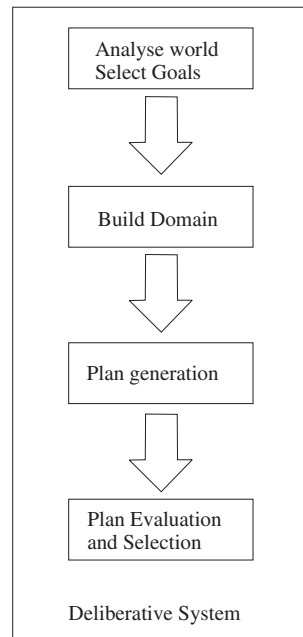 Analyse world
Select Goals
Build Domain
Plan generation
Plan Evaluation
and Selection
Deliberative System